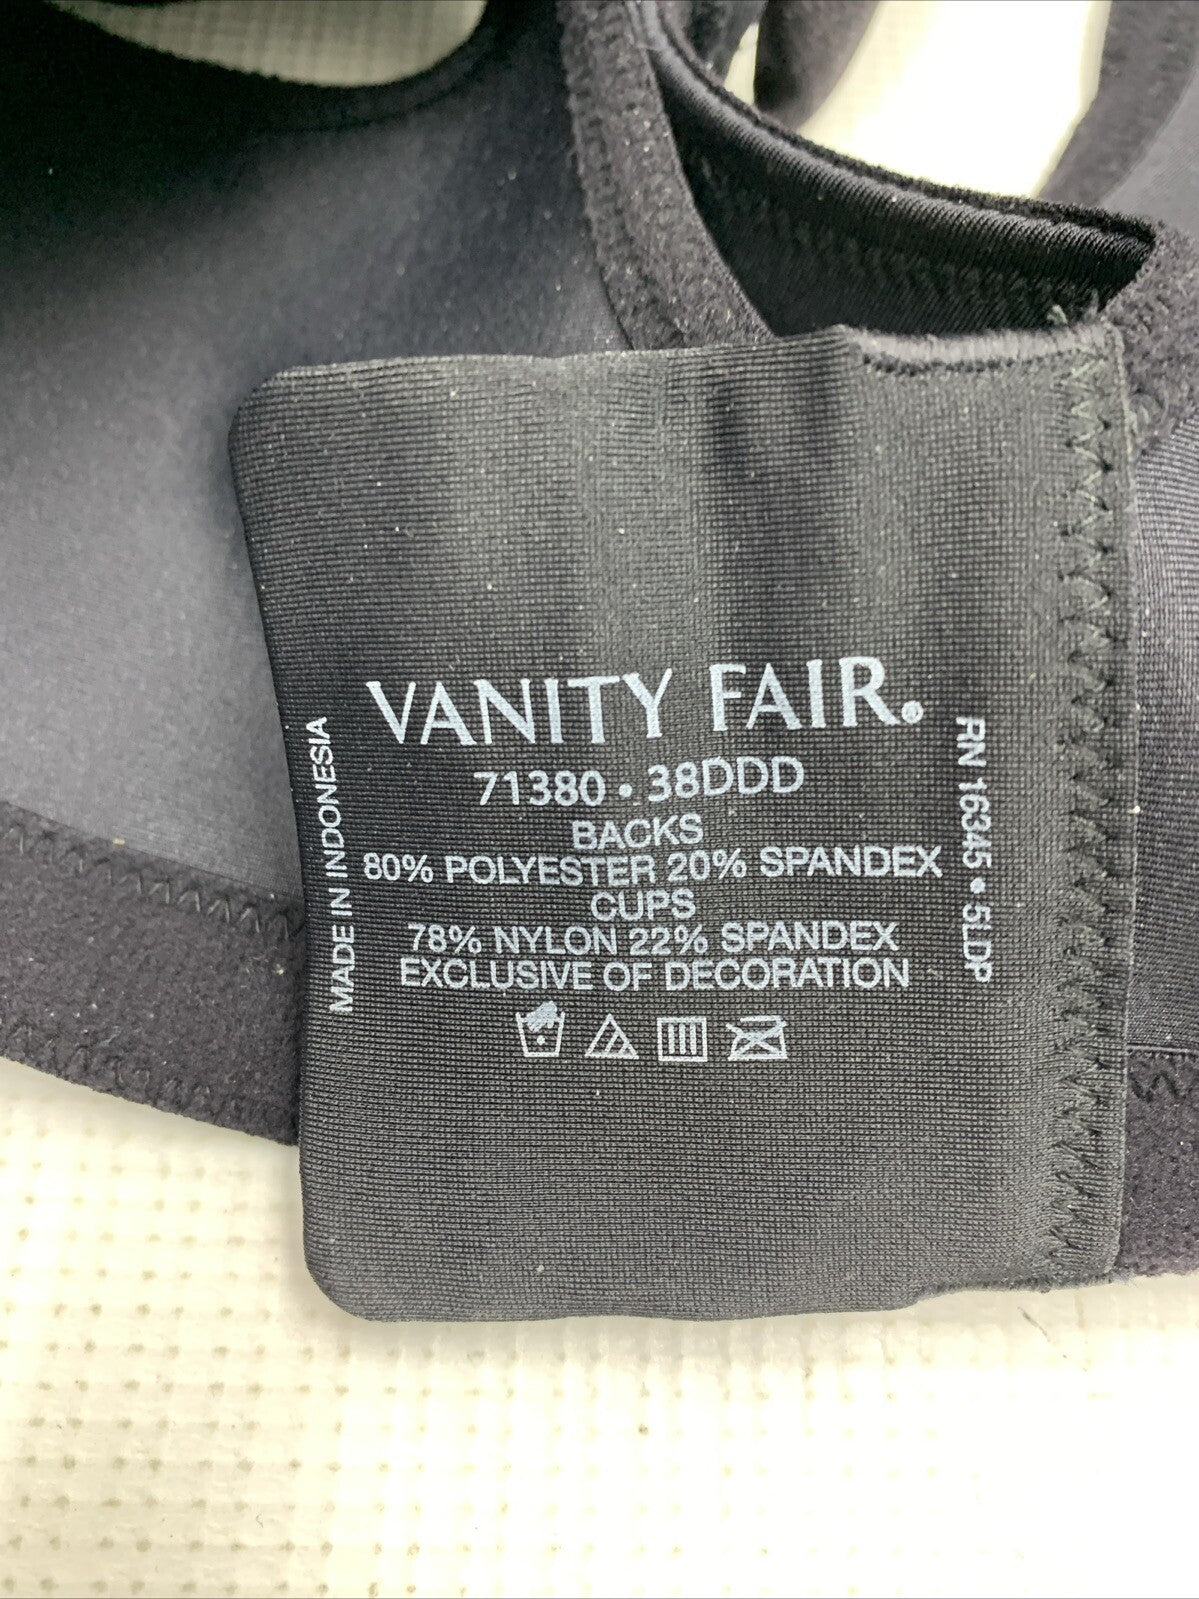 VANITY FAIR.
71380 • 38DDD
BACKS
80% POLYESTER 20% SPANDEX
CUPS
78% NYLON 22% SPANDEX
EXCLUSIVE OF DECORATION
MADE IN INDONESIA
RN 16345 • 5LDP